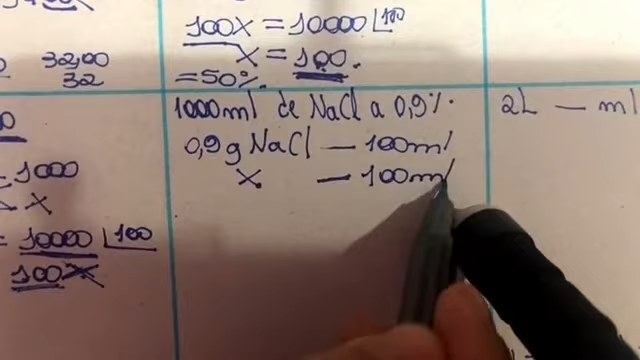 100x = 10000 100
x = 100.
= 50%.
32,00
32
1000ml de NaCl a 0,9%.
0,9g NaCl — 100ml
x — 100ml
2L — ml
1000
x
= 10000 100
100x